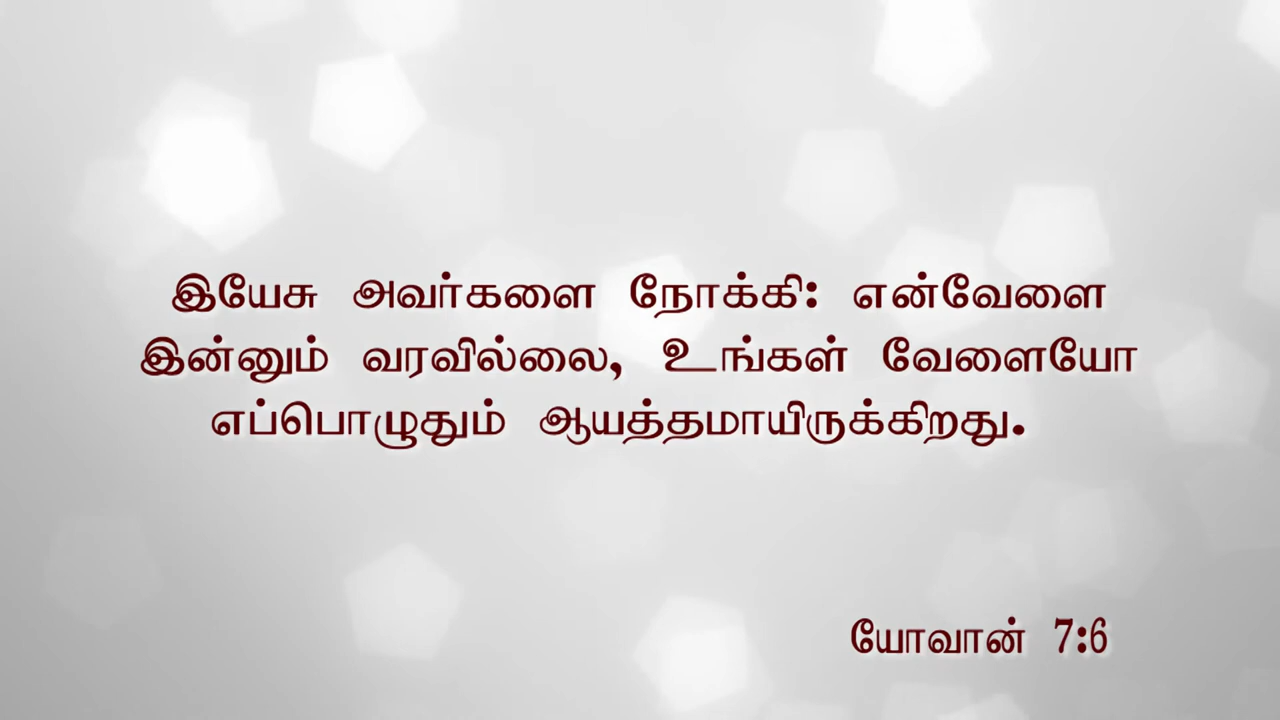 இயேசு அவர்களை நோக்கி: என்வேளை
இன்னும் வரவில்லை, உங்கள் வேளையோ
எப்பொழுதும் ஆயத்தமாயிருக்கிறது.
யோவான் 7:6